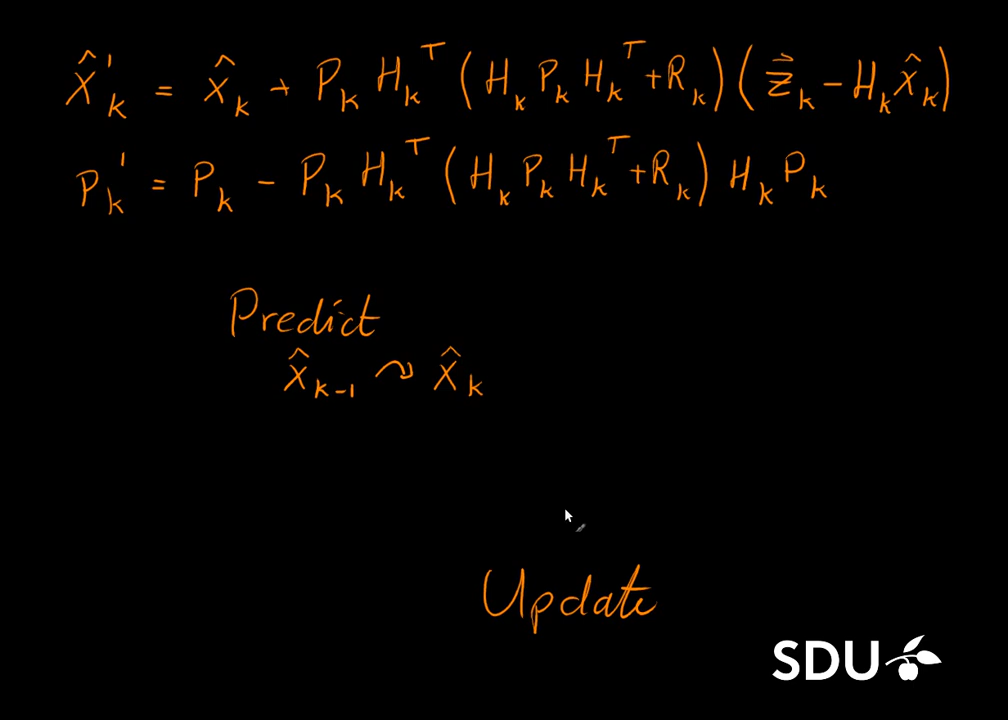 x̂'ₖ = x̂ₖ + Pₖ Hₖᵀ (Hₖ Pₖ Hₖᵀ + Rₖ) (z⃗ₖ − Hₖ x̂ₖ)
P'ₖ = Pₖ − Pₖ Hₖᵀ (Hₖ Pₖ Hₖᵀ + Rₖ) Hₖ Pₖ
Predict
x̂ₖ₋₁ ↷ x̂ₖ
Update
SDU